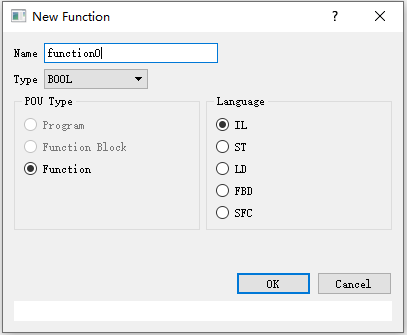 New Function
Name function0
Type BOOL
POU Type
Program
Function Block
Function
Language
IL
ST
LD
FBD
SFC
OK Cancel